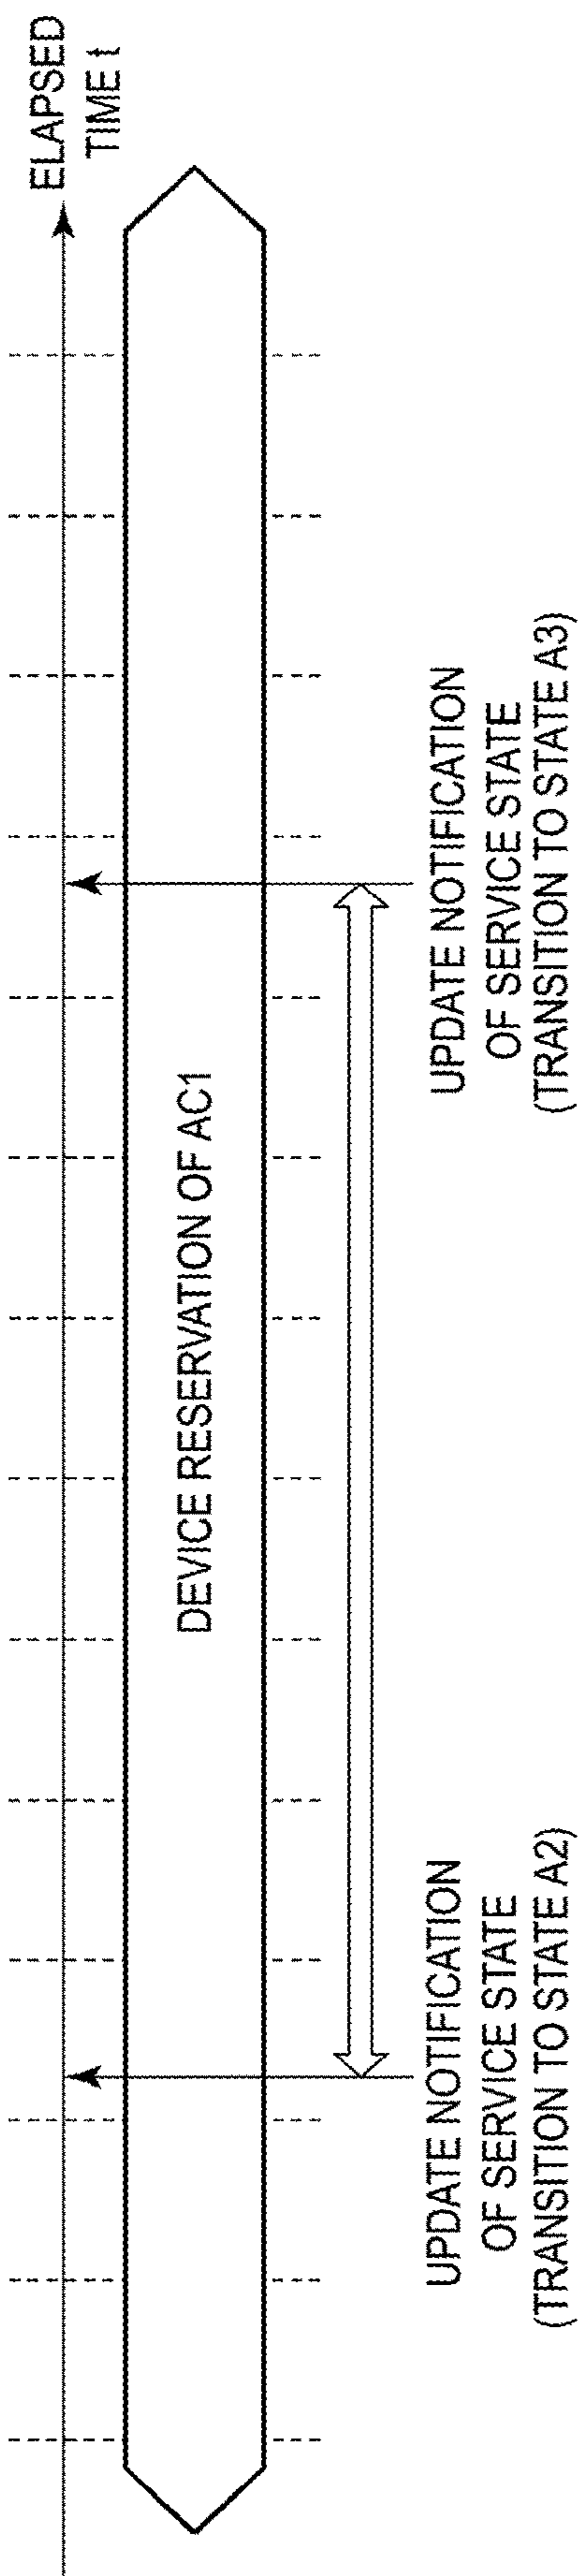 ELAPSED
TIME t
DEVICE RESERVATION OF AC1
UPDATE NOTIFICATION
OF SERVICE STATE
(TRANSITION TO STATE A2)
UPDATE NOTIFICATION
OF SERVICE STATE
(TRANSITION TO STATE A3)